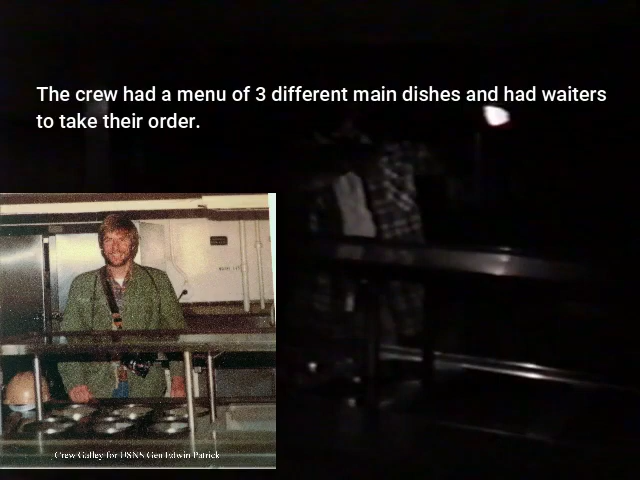 The crew had a menu of 3 different main dishes and had waiters
to take their order.
Crew Galley for USNS Gen Edwin Patrick